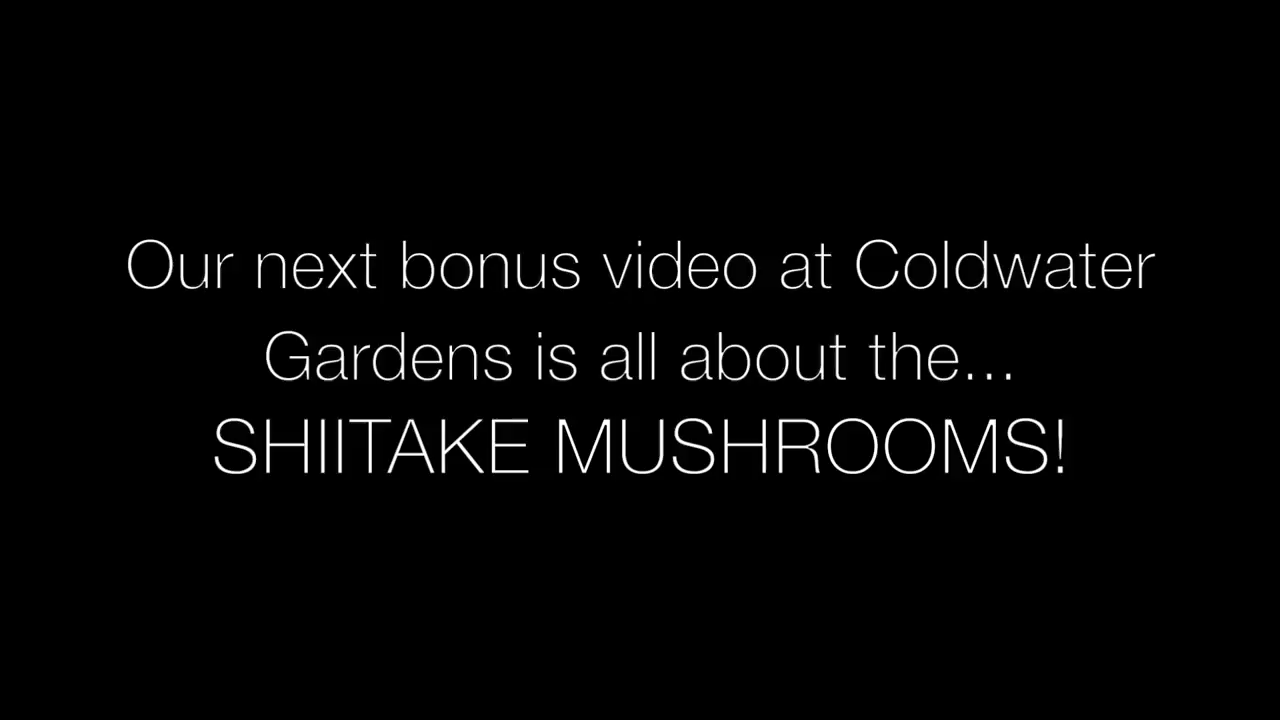 Our next bonus video at Coldwater
Gardens is all about the...
SHIITAKE MUSHROOMS!